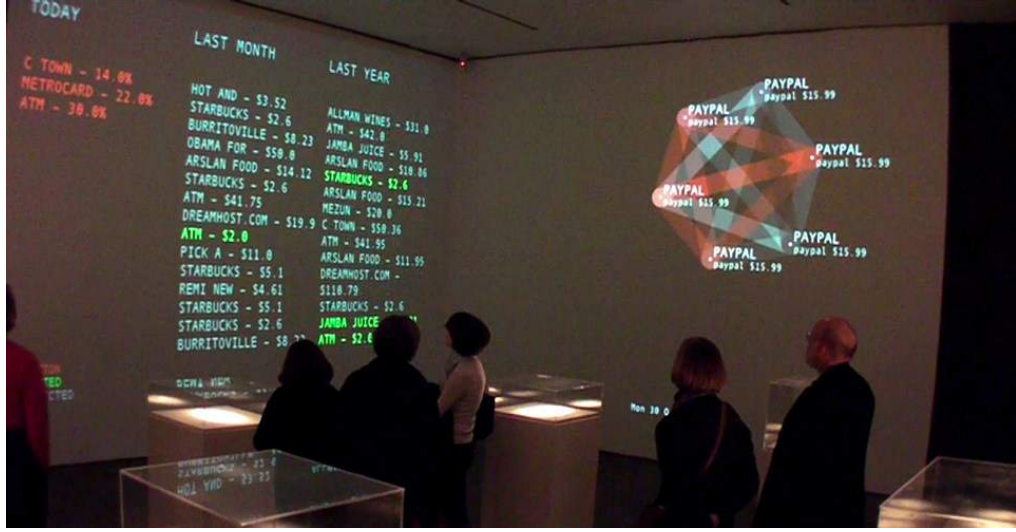 TODAY
C TOWN - 14.0%
METROCARD - 22.0%
ATM - 30.0%
LAST MONTH
HOT AND - $3.52
STARBUCKS - $2.6
BURRITOVILLE - $8.23
OBAMA FOR - $50.0
ARSLAN FOOD - $14.12
STARBUCKS - $2.6
ATM - $41.75
DREAMHOST.COM - $19.9
ATM - $2.0
PICK A - $11.0
STARBUCKS - $5.1
REMI NEW - $4.61
STARBUCKS - $5.1
STARBUCKS - $2.6
BURRITOVILLE - $8.23
LAST YEAR
ALLMAN WINES - $31.0
ATM - $42.0
JAMBA JUICE - $5.91
ARSLAN FOOD - $10.06
STARBUCKS - $2.6
ARSLAN FOOD - $15.21
MEZUN - $20.0
C TOWN - $50.36
ATM - $41.95
ARSLAN FOOD - $11.95
DREAMHOST.COM -
$110.79
STARBUCKS - $2.6
JAMBA JUICE
ATM - $2.0
PAYPAL
paypal $15.99
PAYPAL
paypal $15.99
PAYPAL
paypal $15.99
PAYPAL
paypal $15.99
PAYPAL
paypal $15.99
PAYPAL
paypal $15.99
Mon 30 O